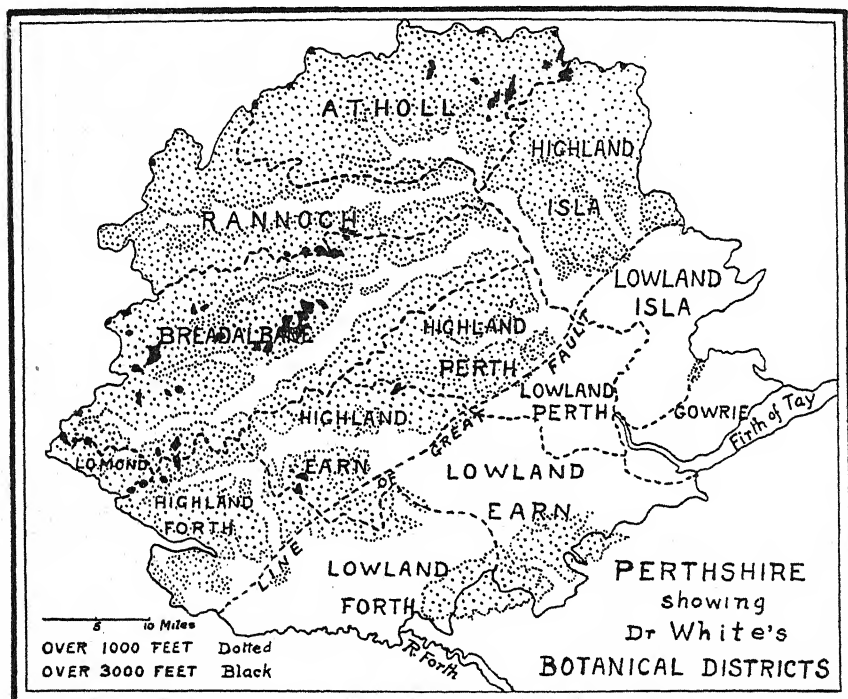 ATHOLL
HIGHLAND
ISLA
RANNOCH
LOWLAND
ISLA
BREADALBANE
HIGHLAND
PERTH
LOWLAND
PERTH
GOWRIE
Firth of Tay
HIGHLAND
EARN
LINE OF GREAT FAULT
LOMOND
HIGHLAND
FORTH
LOWLAND
EARN
LOWLAND
FORTH
R. Forth
PERTHSHIRE
showing
Dr White's
BOTANICAL DISTRICTS
5 10 Miles
OVER 1000 FEET Dotted
OVER 3000 FEET Black